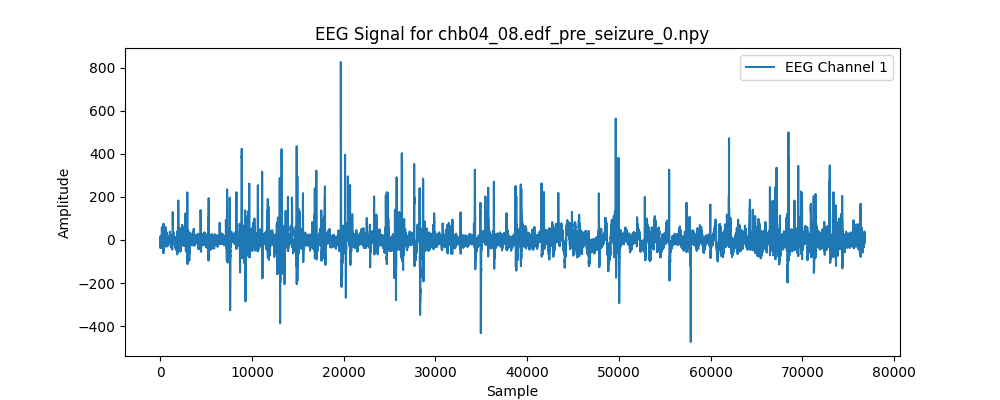 EEG Signal for chb04_08.edf_pre_seizure_0.npy
EEG Channel 1
800
600
400
200
0
−200
−400
Amplitude
0 10000 20000 30000 40000 50000 60000 70000 80000
Sample